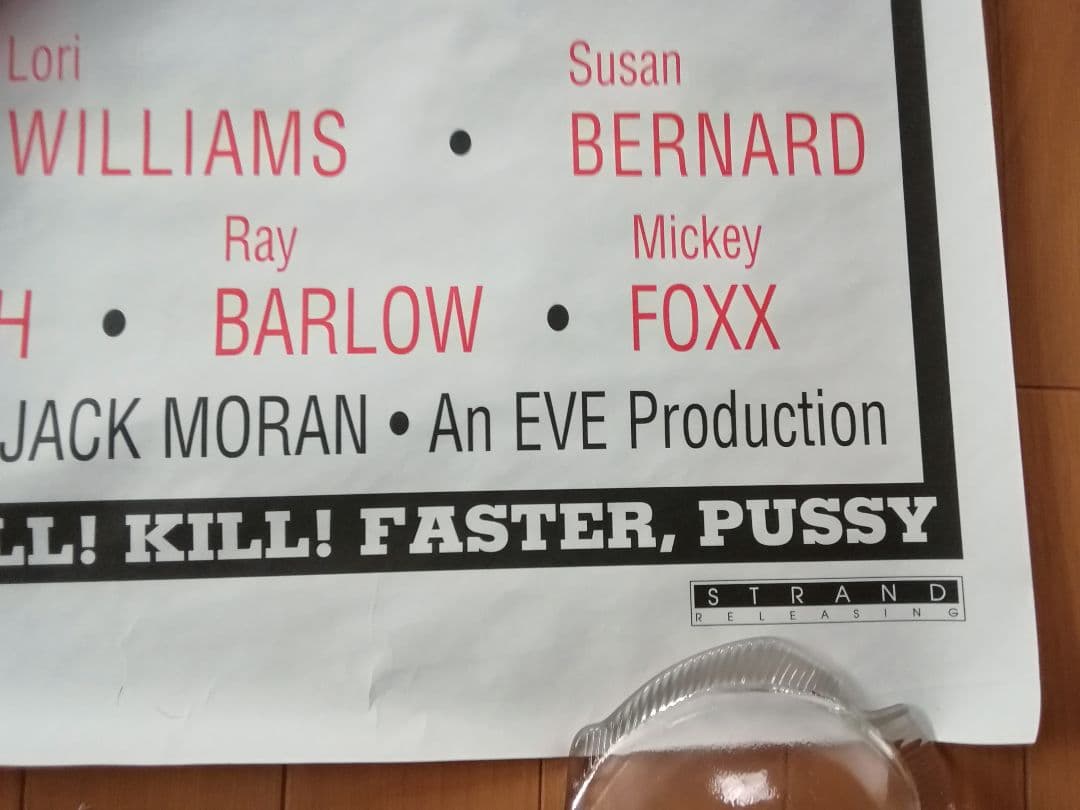 Lori Susan
WILLIAMS • BERNARD
Ray Mickey
H • BARLOW • FOXX
JACK MORAN • An EVE Production
LL! KILL! FASTER, PUSSY
STRAND
RELEASING